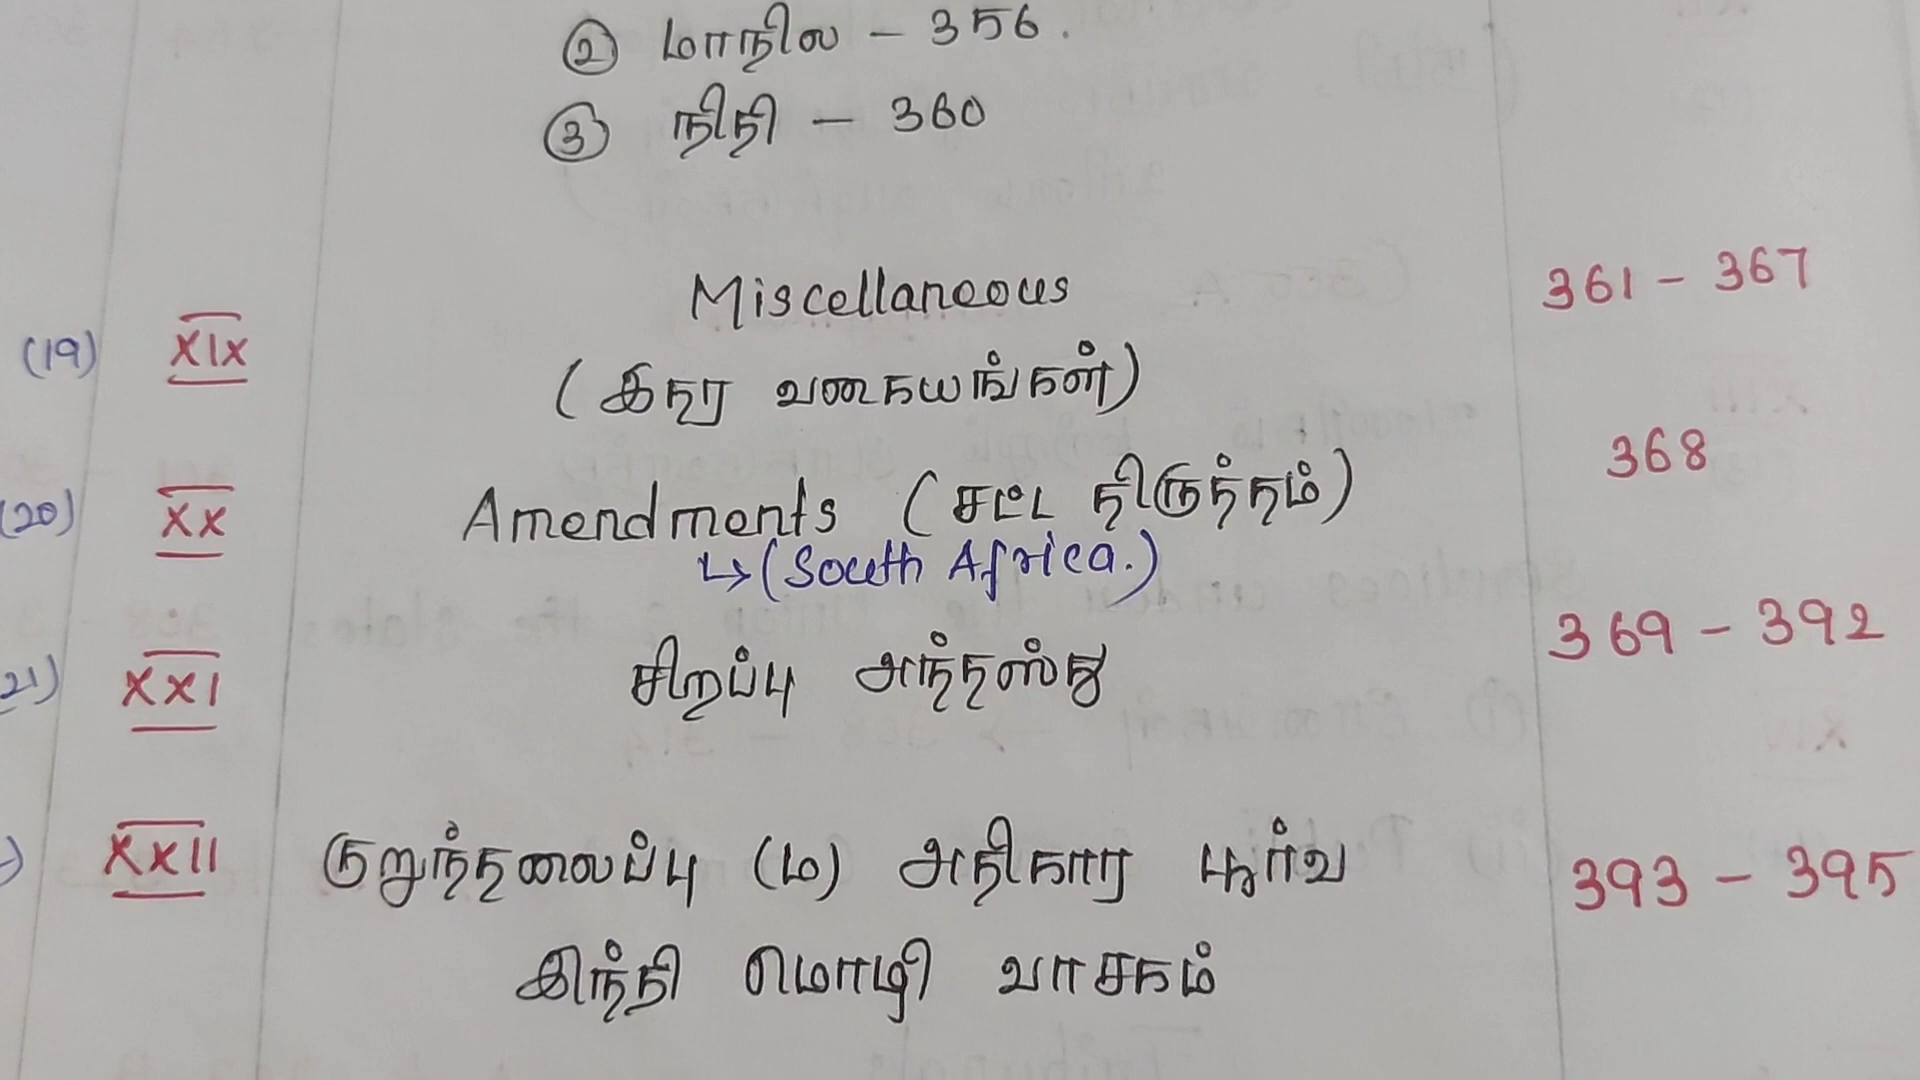 ② மாநில - 356.
③ நிதி - 360
(19) XIX Miscellaneous 361 - 367
(இதர வகையங்கள்)
(20) XX Amendments (சட்ட திருத்தம்) 368
↳ (South Africa.)
21) XXI சிறப்பு அந்தஸ்து 369 - 392
) XXII குறுந்தலைப்பு (ம) அதிகார பூர்வ 393 - 395
இந்தி மொழி வாசகம்